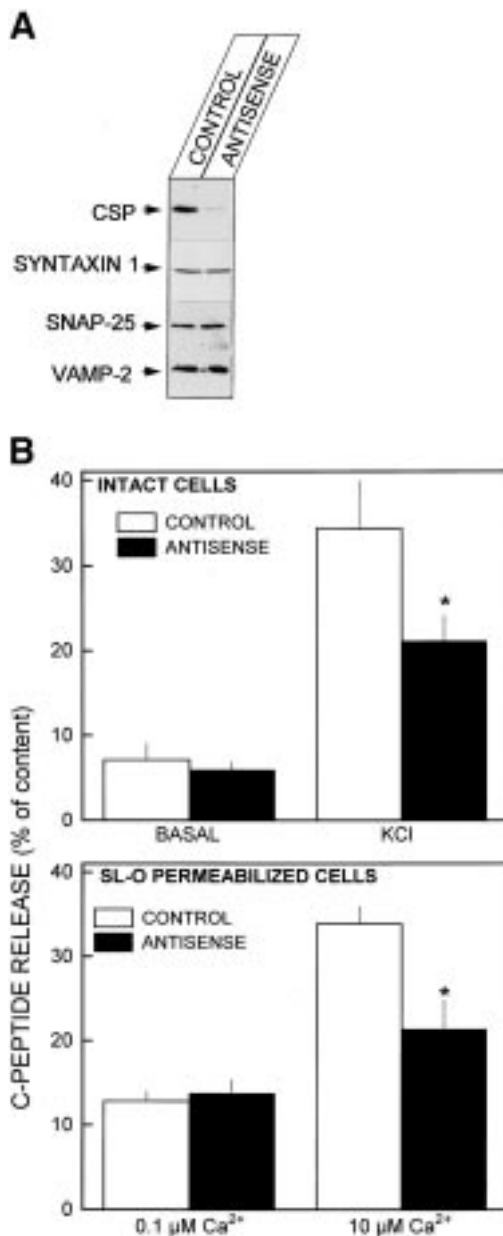 A
CONTROL
ANTISENSE
CSP
SYNTAXIN 1
SNAP-25
VAMP-2
B
C-PEPTIDE RELEASE (% of content)
40
30
20
10
0
INTACT CELLS
CONTROL
ANTISENSE
*
BASAL
KCl
40
30
20
10
0
SL-O PERMEABILIZED CELLS
CONTROL
ANTISENSE
*
0.1 µM Ca²⁺
10 µM Ca²⁺